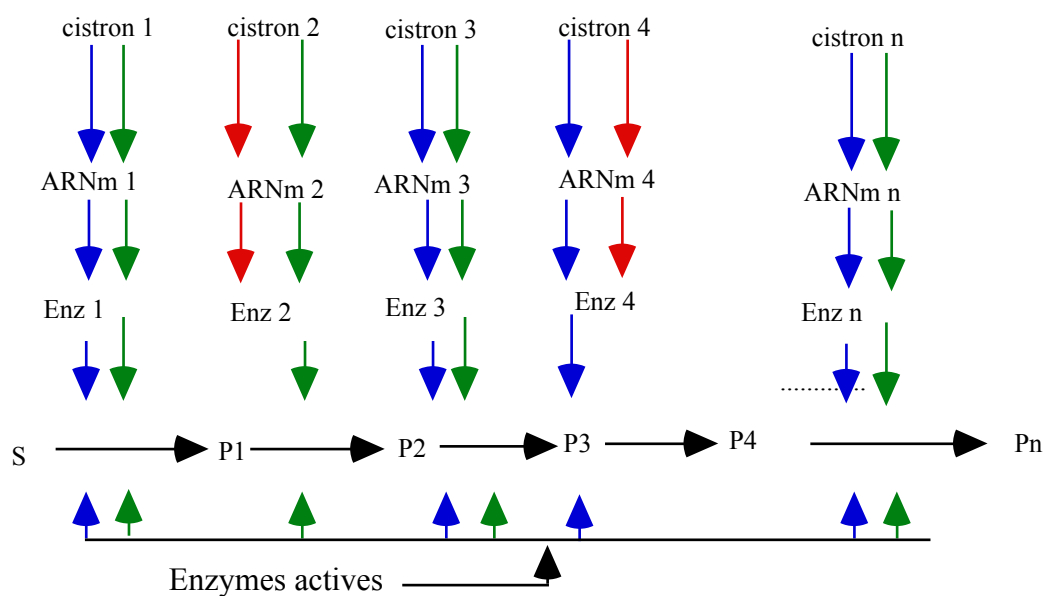 cistron 1 cistron 2 cistron 3 cistron 4 cistron n
ARNm 1 ARNm 2 ARNm 3 ARNm 4 ARNm n
Enz 1 Enz 2 Enz 3 Enz 4 Enz n
S P1 P2 P3 P4 Pn
Enzymes actives